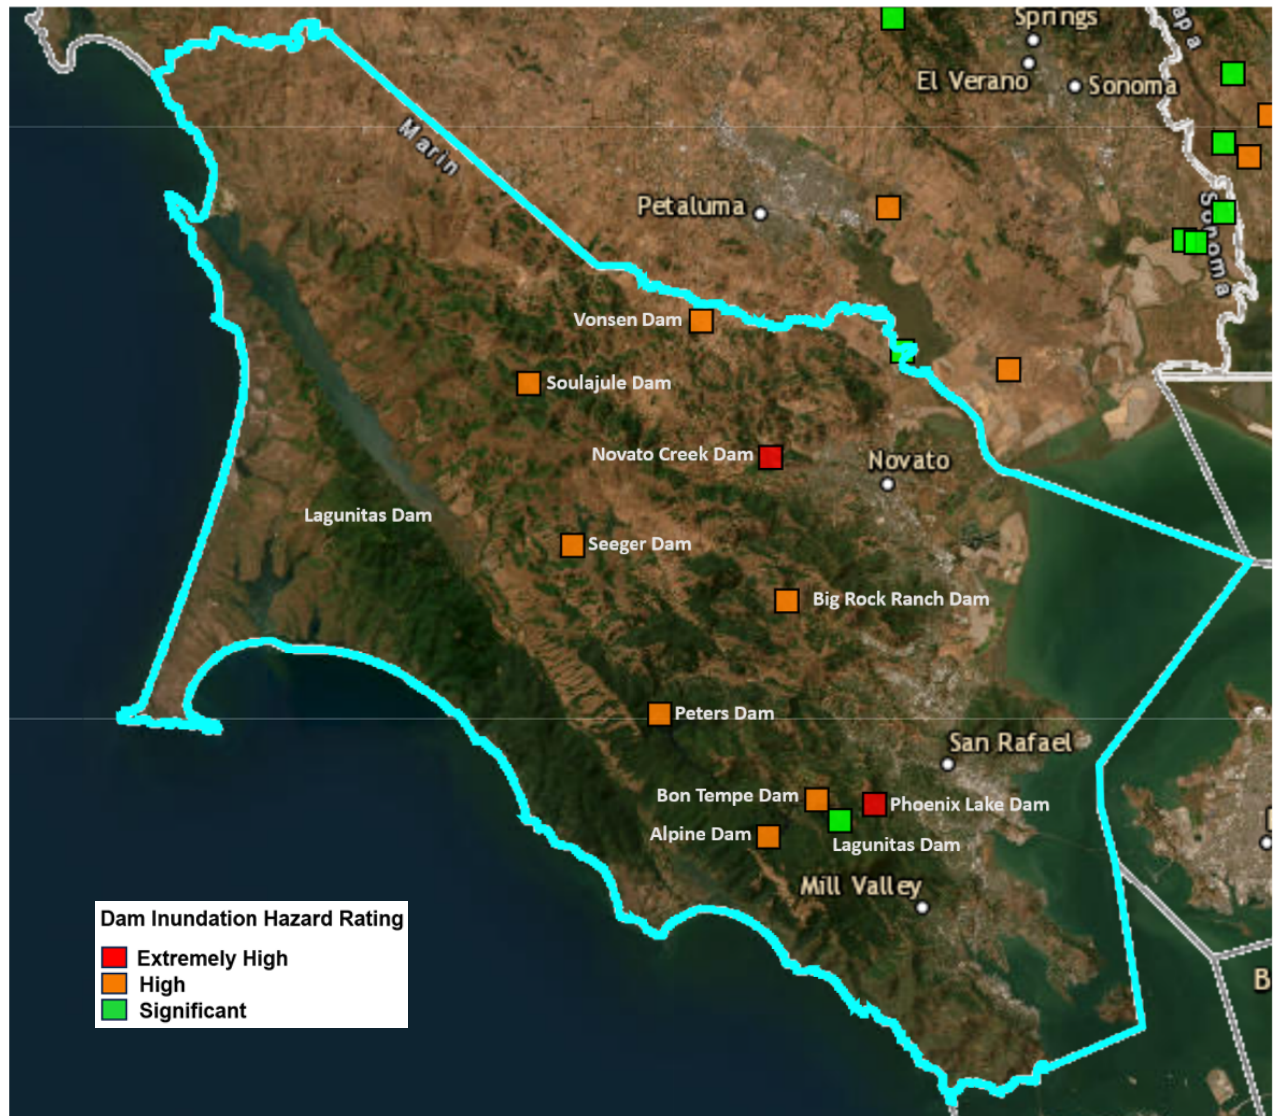 Springs
apa
El Verano
Sonoma
Marin
Petaluma
Sonoma
Vonsen Dam
Soulajule Dam
Novato Creek Dam
Novato
Lagunitas Dam
Seeger Dam
Big Rock Ranch Dam
Peters Dam
San Rafael
Bon Tempe Dam
Phoenix Lake Dam
Alpine Dam
Lagunitas Dam
Mill Valley
Dam Inundation Hazard Rating
Extremely High
High
Significant
B